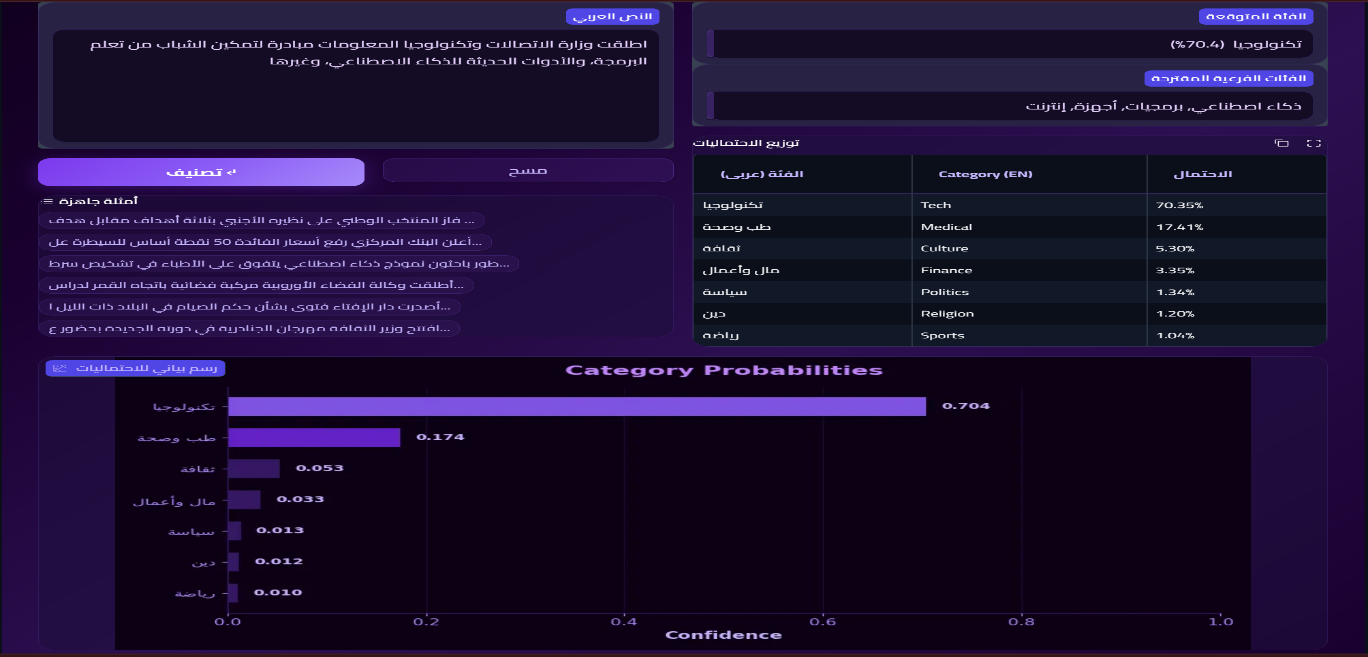 النص العربي
اطلقت وزارة الاتصالات وتكنولوجيا المعلومات مبادرة لتمكين الشباب من تعلم
البرمجة، والأدوات الحديثة للذكاء الاصطناعي، وغيرها
تصنيف
مسح
أمثلة جاهزة
فاز المنتخب الوطني على نظيره الأجنبي بثلاثة أهداف مقابل هدف ...
أعلن البنك المركزي رفع أسعار الفائدة 50 نقطة أساس للسيطرة عل...
طور باحثون نموذج ذكاء اصطناعي يتفوق على الأطباء في تشخيص سرط...
أطلقت وكالة الفضاء الأوروبية مركبة فضائية باتجاه القمر لدراس...
أصدرت دار الإفتاء فتوى بشأن حكم الصيام في البلاد ذات الليل ا...
افتتح وزير الثقافة مهرجان الجنادرية في دورته الجديدة بحضور ع...
الفئة المتوقعة
تكنولوجيا (70.4%)
الفئات الفرعية المقترحة
ذكاء اصطناعي, برمجيات, أجهزة, إنترنت
توزيع الاحتماليات
الفئة (عربي) Category (EN) الاحتمال
تكنولوجيا Tech 70.35%
طب وصحة Medical 17.41%
ثقافة Culture 5.30%
مال وأعمال Finance 3.35%
سياسة Politics 1.34%
دين Religion 1.20%
رياضة Sports 1.04%
رسم بياني للاحتماليات
Category Probabilities
تكنولوجيا 0.704
طب وصحة 0.174
ثقافة 0.053
مال وأعمال 0.033
سياسة 0.013
دين 0.012
رياضة 0.010
0.0 0.2 0.4 0.6 0.8 1.0
Confidence